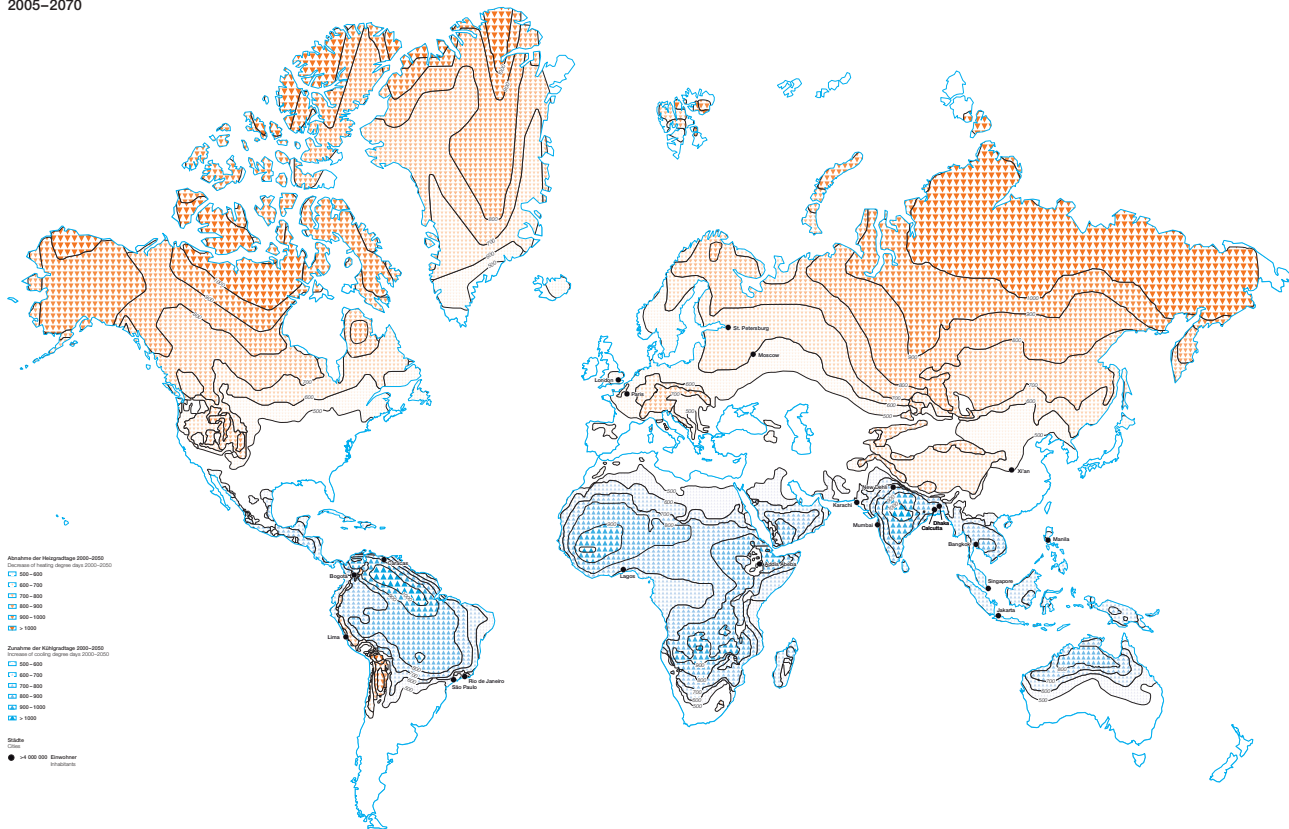 2005–2070
St. Petersburg
Moscow
London
Paris
Xi'an
New Delhi
Karachi
Dhaka
Calcutta
Mumbai
Bangkok
Manila
Singapore
Jakarta
Lagos
Addis Ababa
Caracas
Bogota
Lima
Rio de Janeiro
São Paulo
Abnahme der Heizgradtage 2000–2050
Decrease of heating degree days 2000–2050
500–600
600–700
700–800
800–900
900–1000
> 1000
Zunahme der Kühlgradtage 2000–2050
Increase of cooling degree days 2000–2050
500–600
600–700
700–800
800–900
900–1000
> 1000
Städte
Cities
>4 000 000 Einwohner
Inhabitants